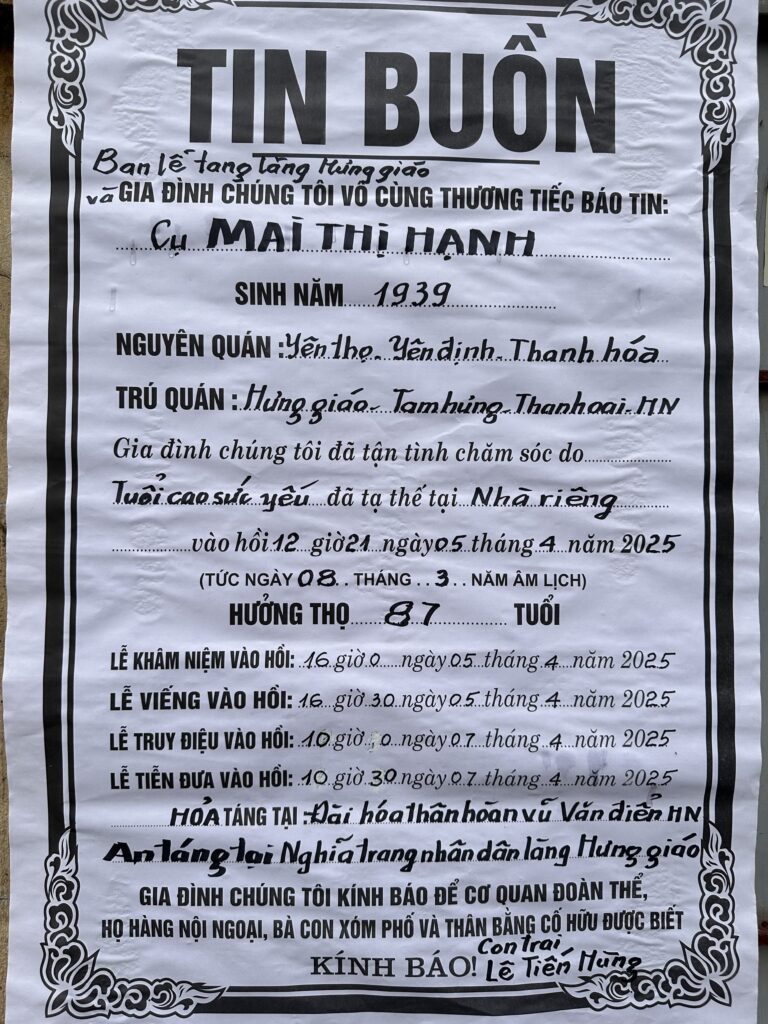 TIN BUỒN
Ban lễ tang làng Hưng giáo
và GIA ĐÌNH CHÚNG TÔI VÔ CÙNG THƯƠNG TIẾC BÁO TIN:
Cụ MAI THỊ HẠNH
SINH NĂM 1939
NGUYÊN QUÁN : Yên thọ - Yên định - Thanh hóa
TRÚ QUÁN : Hưng giáo - Tam hưng - Thanh oai - HN
Gia đình chúng tôi đã tận tình chăm sóc do
Tuổi cao sức yếu đã tạ thế tại Nhà riêng
vào hồi 12 giờ 21 ngày 05 tháng 4 năm 2025
(TỨC NGÀY 08 THÁNG 3 NĂM ÂM LỊCH)
HƯỞNG THỌ 87 TUỔI
LỄ KHÂM NIỆM VÀO HỒI: 16 giờ 0 ngày 05 tháng 4 năm 2025
LỄ VIẾNG VÀO HỒI: 16 giờ 30 ngày 05 tháng 4 năm 2025
LỄ TRUY ĐIỆU VÀO HỒI: 10 giờ ngày 07 tháng 4 năm 2025
LỄ TIỄN ĐƯA VÀO HỒI: 10 giờ 30 ngày 07 tháng 4 năm 2025
HỎA TÁNG TẠI : Đài hóa thân hoàn vũ Văn điển HN
An táng tại Nghĩa trang nhân dân làng Hưng giáo
GIA ĐÌNH CHÚNG TÔI KÍNH BÁO ĐỂ CƠ QUAN ĐOÀN THỂ,
HỌ HÀNG NỘI NGOẠI, BÀ CON XÓM PHỐ VÀ THÂN BẰNG CỐ HỮU ĐƯỢC BIẾT
KÍNH BÁO! Con trai
Lê Tiến Hùng